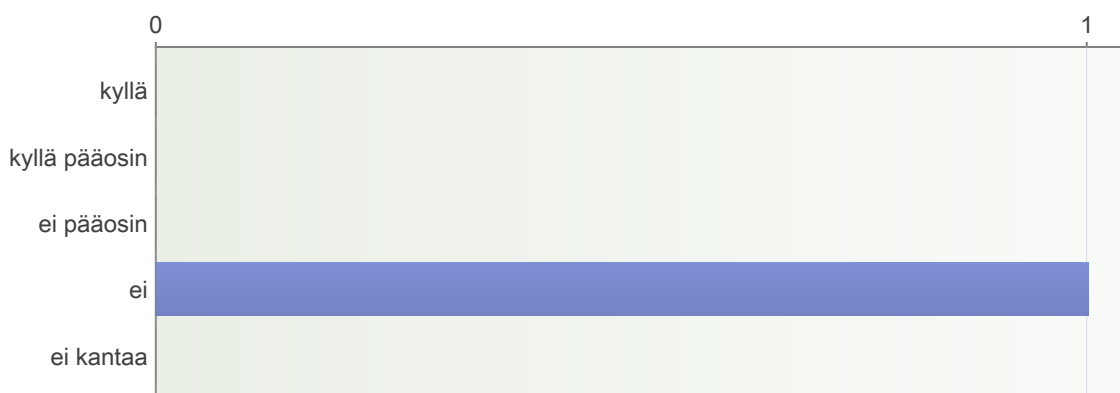 0 1
kyllä
kyllä pääosin
ei pääosin
ei
ei kantaa